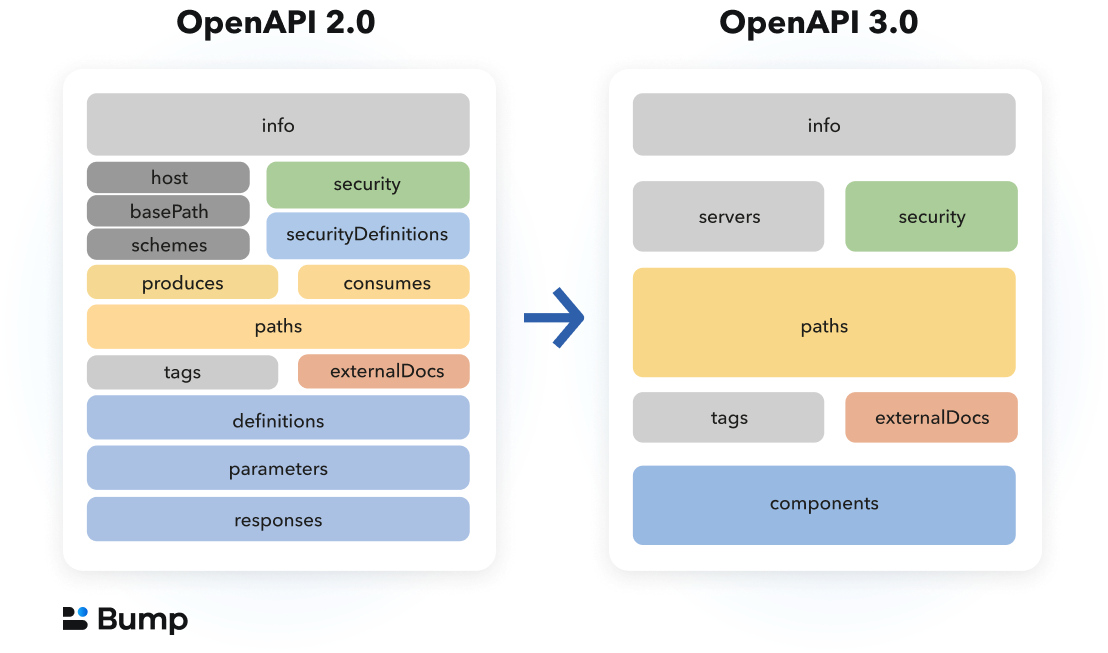 OpenAPI 2.0
info
host
basePath
schemes
security
securityDefinitions
produces
consumes
paths
tags
externalDocs
definitions
parameters
responses
OpenAPI 3.0
info
servers
security
paths
tags
externalDocs
components
Bump